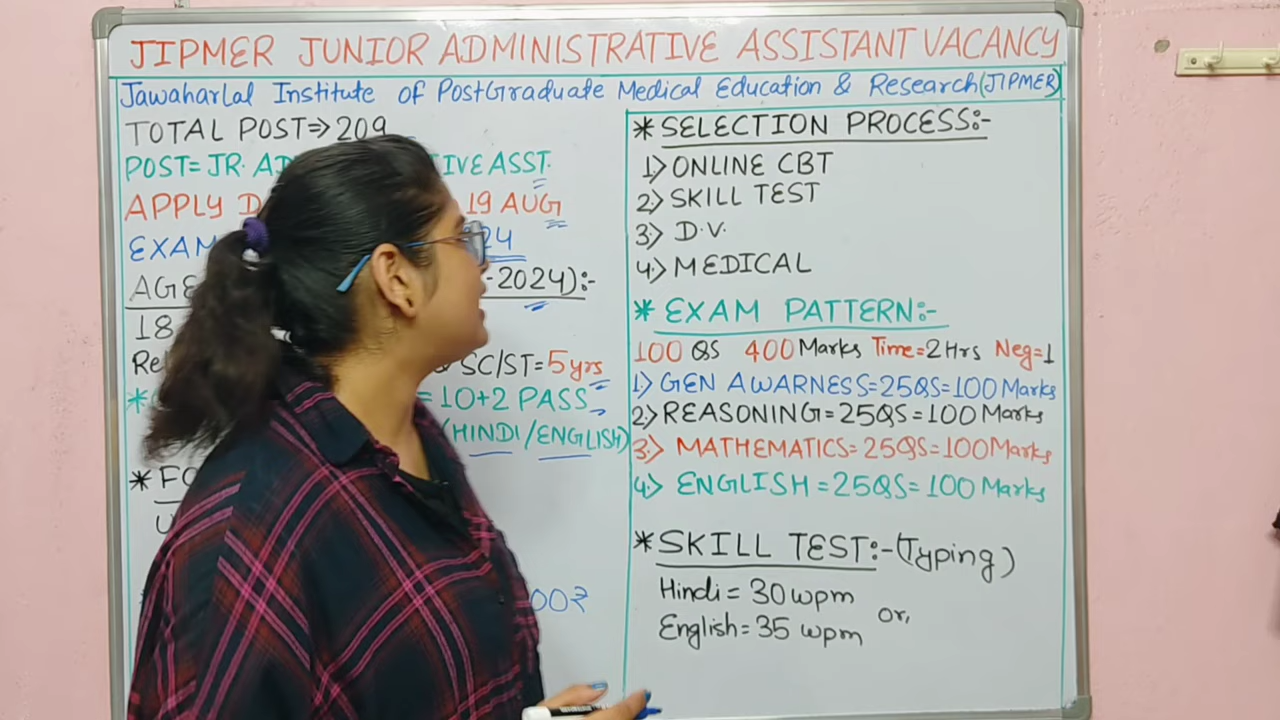 JIPMER JUNIOR ADMINISTRATIVE ASSISTANT VACANCY
Jawaharlal Institute of PostGraduate Medical Education & Research(JIPMER)
TOTAL POST⇒209
POST=JR. AD IVE ASST.
APPLY D 19 AUG
EXAM 24
AGE -2024):-
18
Rel SC/ST=5yrs
* = 10+2 PASS
(HINDI/ENGLISH)
* FO
00₹
* SELECTION PROCESS:-
1.> ONLINE CBT
2.> SKILL TEST
3.> D.V.
4.> MEDICAL
* EXAM PATTERN:-
100 QS 400 Marks Time=2Hrs Neg=1
1.> GEN AWARNESS=25QS=100 Marks
2.> REASONING=25QS=100 Marks
3.> MATHEMATICS=25QS=100 Marks
4.> ENGLISH=25QS=100 Marks
* SKILL TEST:-(Typing)
Hindi=30wpm
or,
English=35 wpm